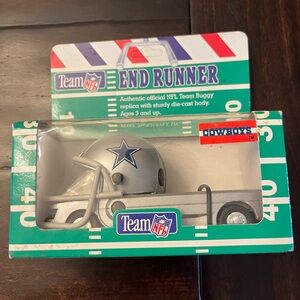 Team NFL
END RUNNER
Authentic official NFL Team Buggy
replica with sturdy die-cast body.
Ages 3 and up.
COWBOYS
40
30
40
Team NFL